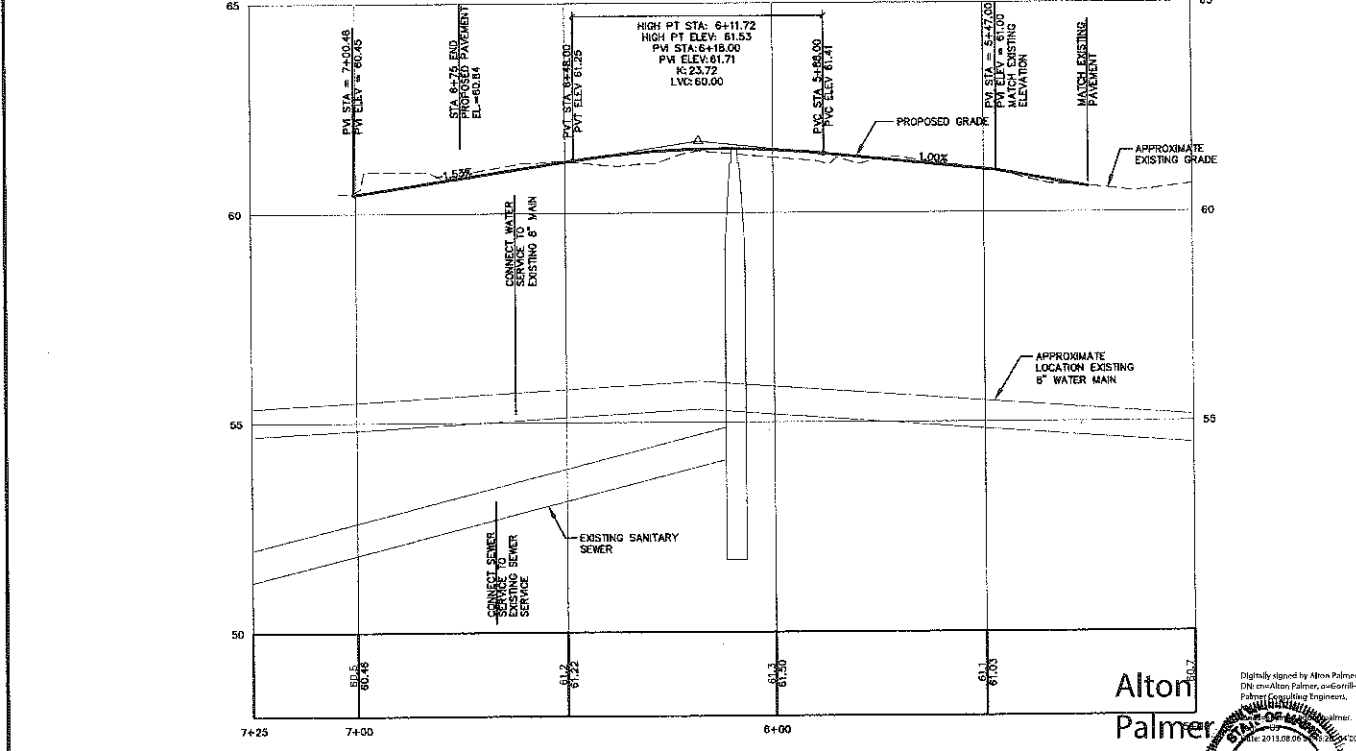 65
HIGH PT STA: 6+11.72
HIGH PT ELEV: 61.53
PVI STA:6+18.00
PVI ELEV:61.71
K: 23.72
LVC: 60.00
PVI STA = 7+00.46
PVI ELEV = 60.45
STA 6+75 END
PROPOSED PAVEMENT
EL.=60.84
PVT STA 6+48.00
PVT ELEV 61.25
PVC STA 5+88.00
PVC ELEV 61.41
PVI STA = 5+47.00
PVI ELEV = 61.00
MATCH EXISTING
ELEVATION
MATCH EXISTING
PAVEMENT
PROPOSED GRADE
APPROXIMATE
EXISTING GRADE
1.53%
1.00%
60
60
CONNECT WATER
SERVICE TO
EXISTING 8" MAIN
APPROXIMATE
LOCATION EXISTING
8" WATER MAIN
55
55
EXISTING SANITARY
SEWER
CONNECT SEWER
SERVICE TO
EXISTING SEWER
SERVICE
50
60.5
60.46
61.2
61.22
61.3
61.50
61.1
61.03
60.7
7+25
7+00
6+00
Alton
Palmer
Digitally signed by Alton Palmer
Palmer Consulting Engineers,